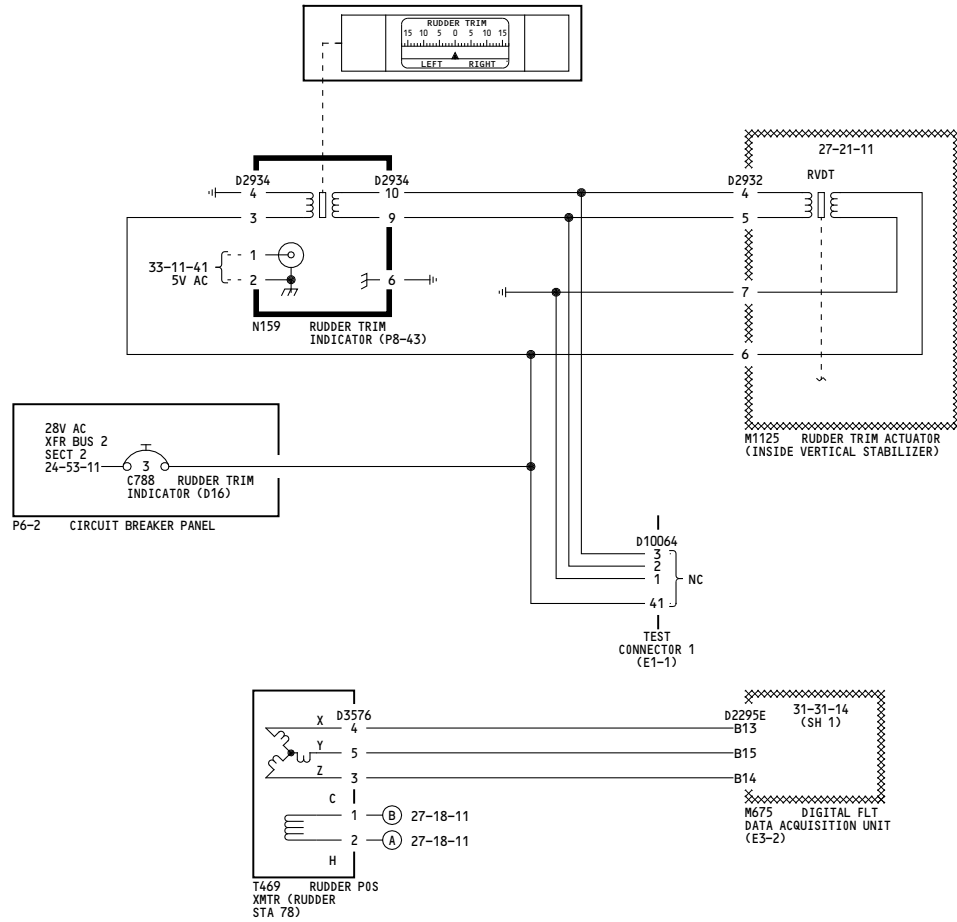 RUDDER TRIM
15 10 5 0 5 10 15
LEFT RIGHT
27-21-11
RVDT
D2934 D2934 D2932
4 10 4
3 9 5
33-11-41
5V AC
1
2 6 7
N159 RUDDER TRIM
INDICATOR (P8-43)
6
M1125 RUDDER TRIM ACTUATOR
(INSIDE VERTICAL STABILIZER)
28V AC
XFR BUS 2
SECT 2
24-53-11 3
C788 RUDDER TRIM
INDICATOR (D16)
P6-2 CIRCUIT BREAKER PANEL
D10064
3
2
1 NC
41
TEST
CONNECTOR 1
(E1-1)
D3576 D2295E 31-31-14
(SH 1)
X 4 B13
Y 5 B15
Z 3 B14
C
1 B 27-18-11
2 A 27-18-11
H
M675 DIGITAL FLT
DATA ACQUISITION UNIT
(E3-2)
T469 RUDDER POS
XMTR (RUDDER
STA 78)